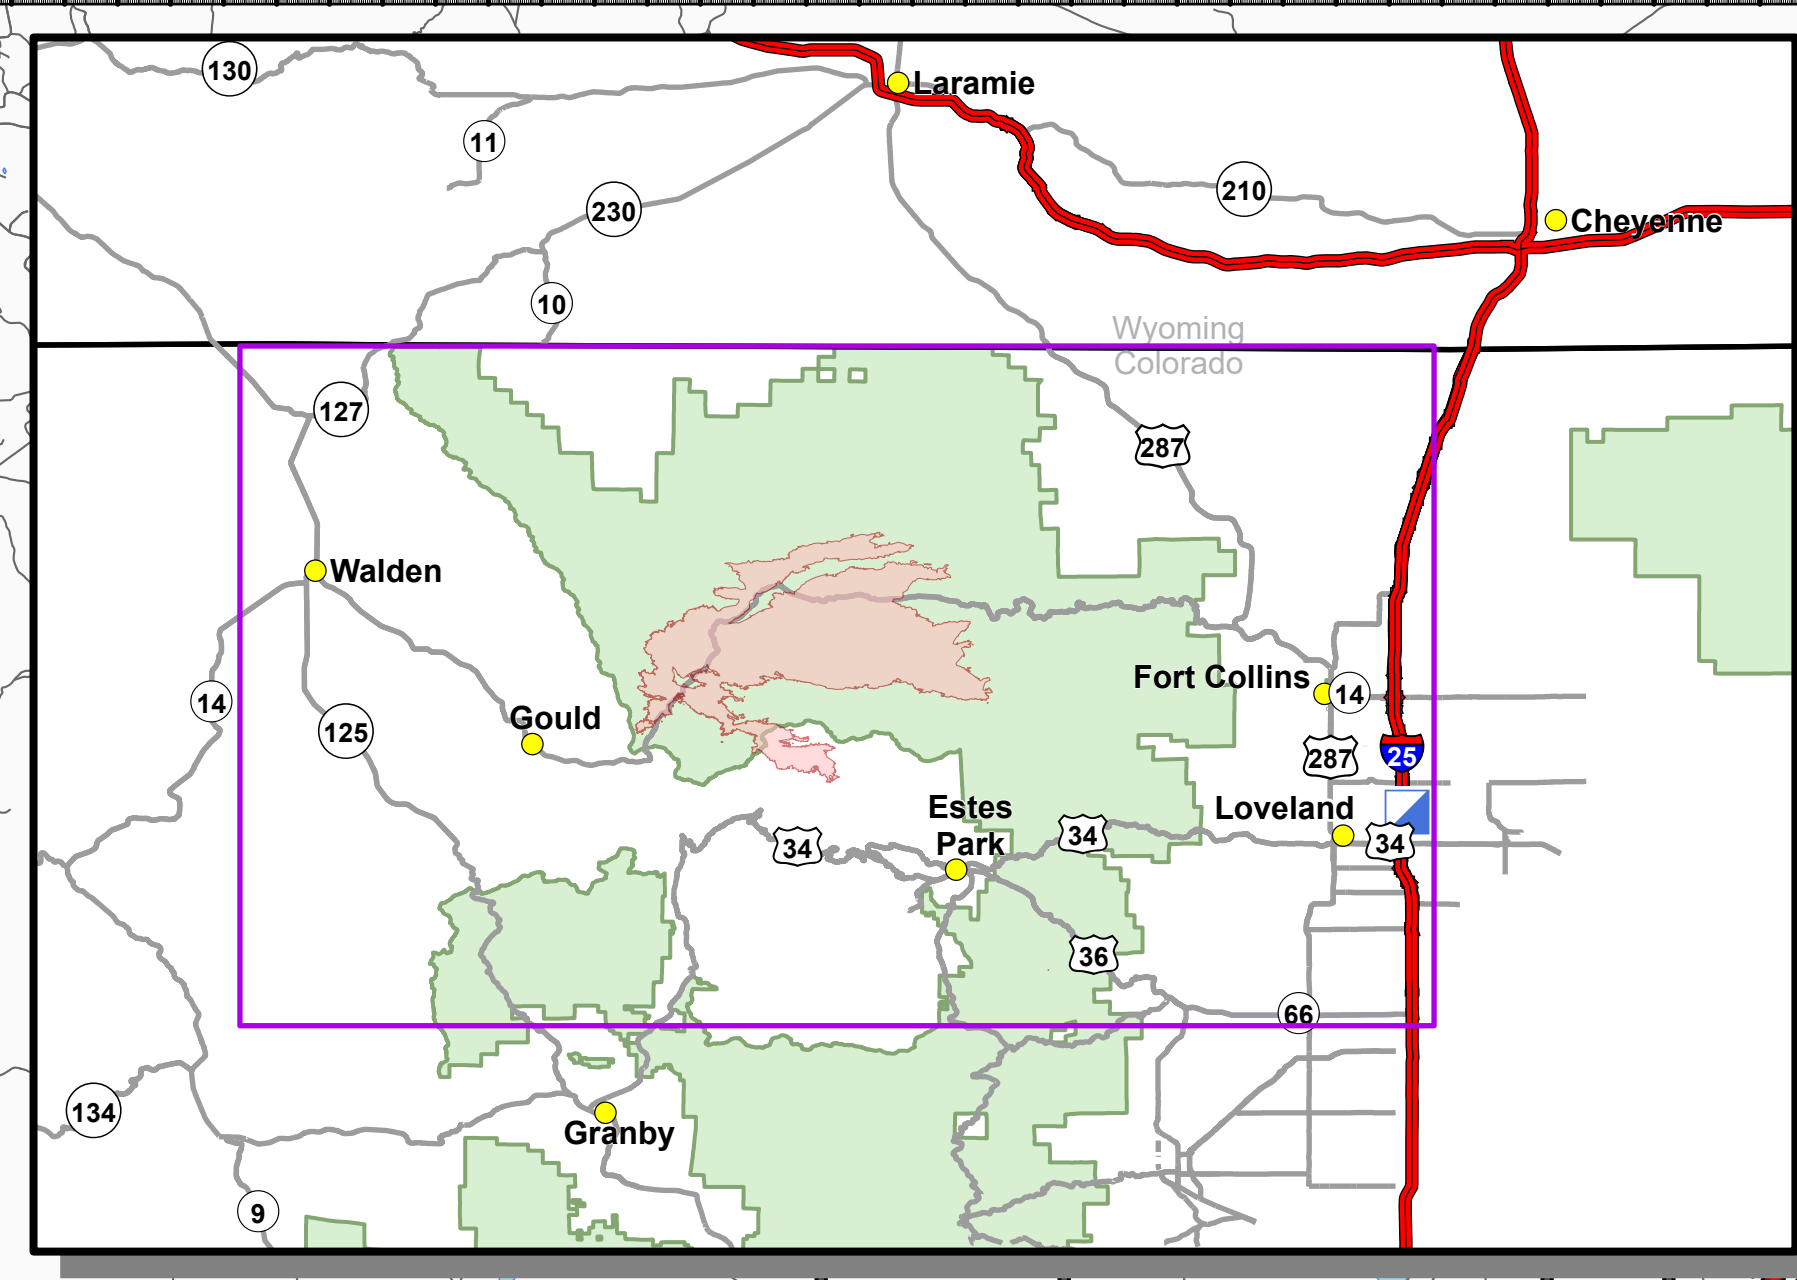 130
Laramie
11
210
230
Cheyenne
10
Wyoming
Colorado
127
287
Walden
Fort Collins
14
14
Gould
125
287
25
Estes
Park
Loveland
34
34
34
36
66
134
Granby
9